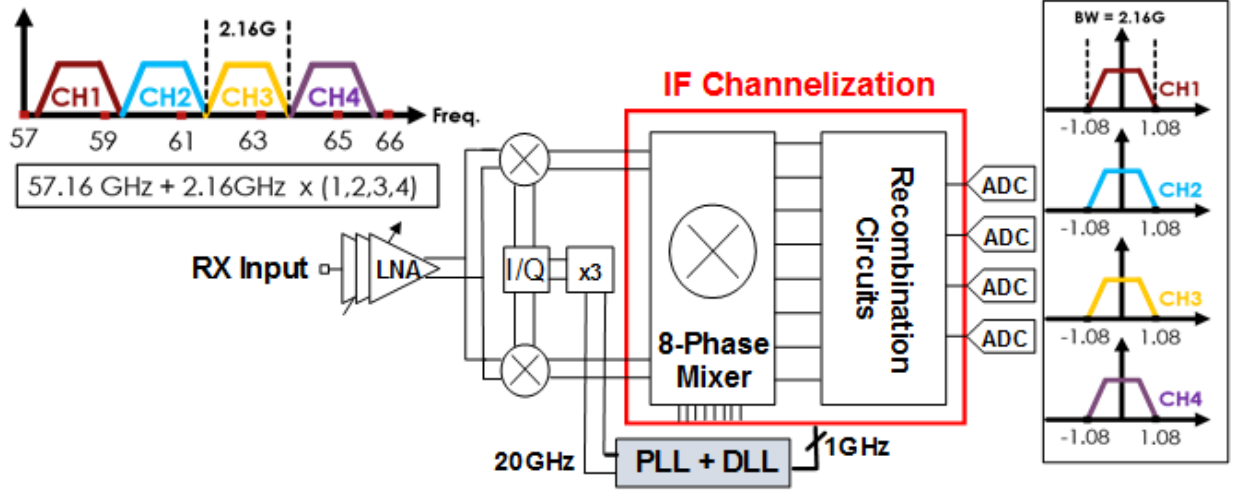 2.16G
CH1 CH2 CH3 CH4
Freq.
57 59 61 63 65 66
57.16 GHz + 2.16GHz x (1,2,3,4)
RX Input
LNA
I/Q
x3
20GHz
PLL + DLL
1GHz
IF Channelization
8-Phase
Mixer
Recombination
Circuits
ADC
ADC
ADC
ADC
BW = 2.16G
CH1
-1.08 1.08
CH2
-1.08 1.08
CH3
-1.08 1.08
CH4
-1.08 1.08